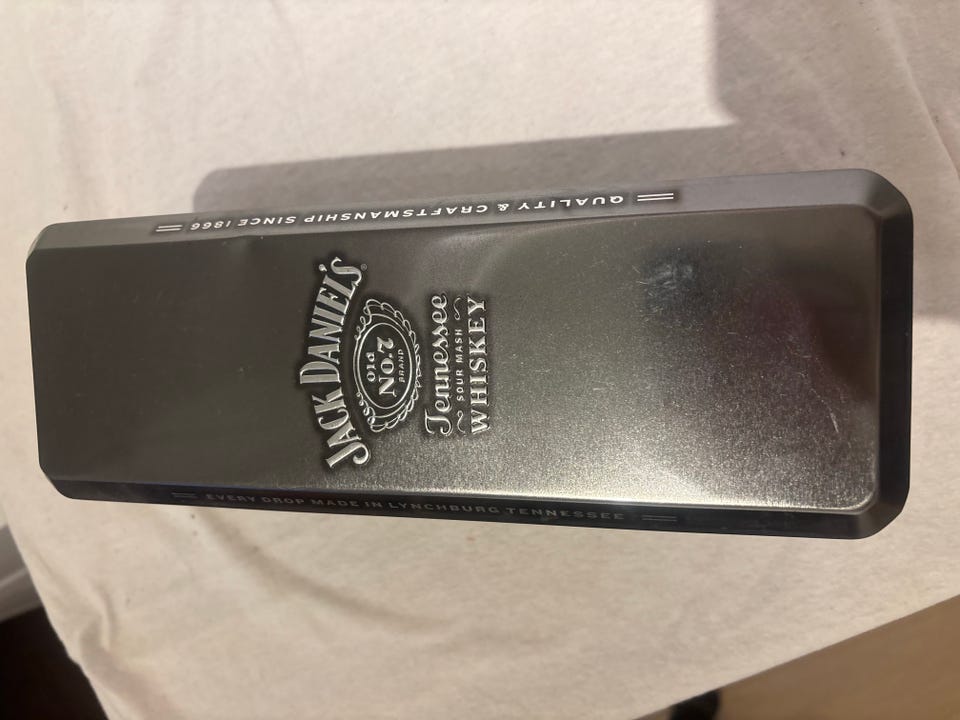 QUALITY & CRAFTSMANSHIP SINCE 1866
JACK DANIEL'S
Old
NO.7
BRAND
Tennessee
SOUR MASH
WHISKEY
EVERY DROP MADE IN LYNCHBURG TENNESSEE